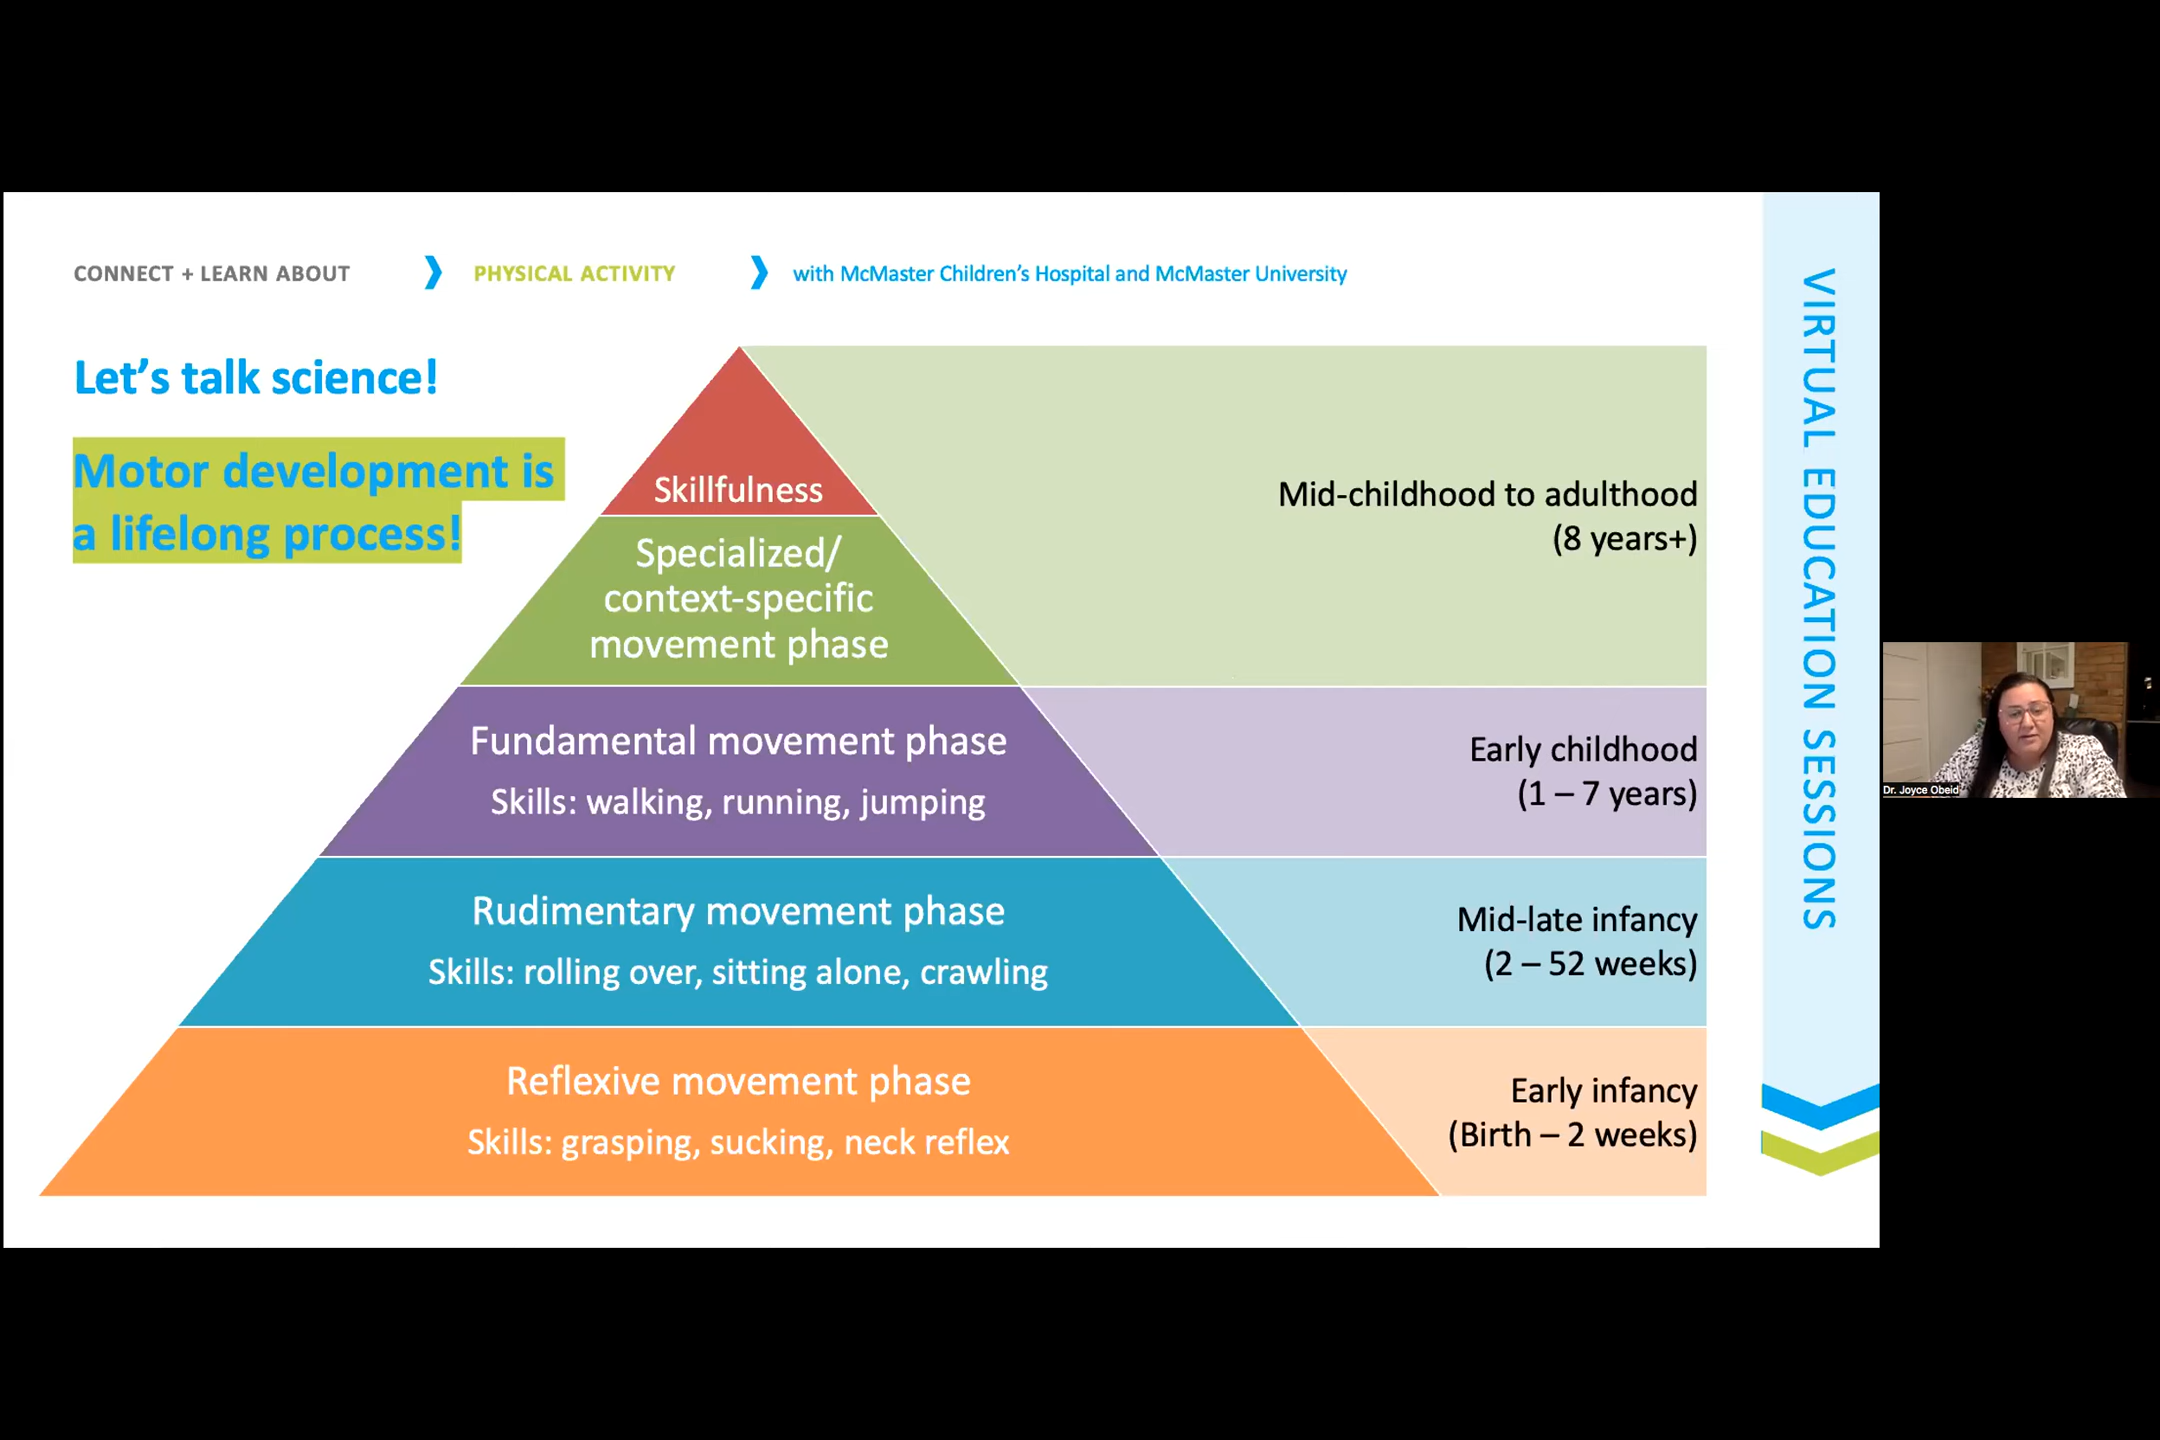 CONNECT + LEARN ABOUT
PHYSICAL ACTIVITY
with McMaster Children's Hospital and McMaster University
Let's talk science!
Motor development is
a lifelong process!
Skillfulness
Specialized/
context-specific
movement phase
Mid-childhood to adulthood
(8 years+)
Fundamental movement phase
Skills: walking, running, jumping
Early childhood
(1 – 7 years)
Rudimentary movement phase
Skills: rolling over, sitting alone, crawling
Mid-late infancy
(2 – 52 weeks)
Reflexive movement phase
Skills: grasping, sucking, neck reflex
Early infancy
(Birth – 2 weeks)
VIRTUAL EDUCATION SESSIONS
Dr. Joyce Obeid